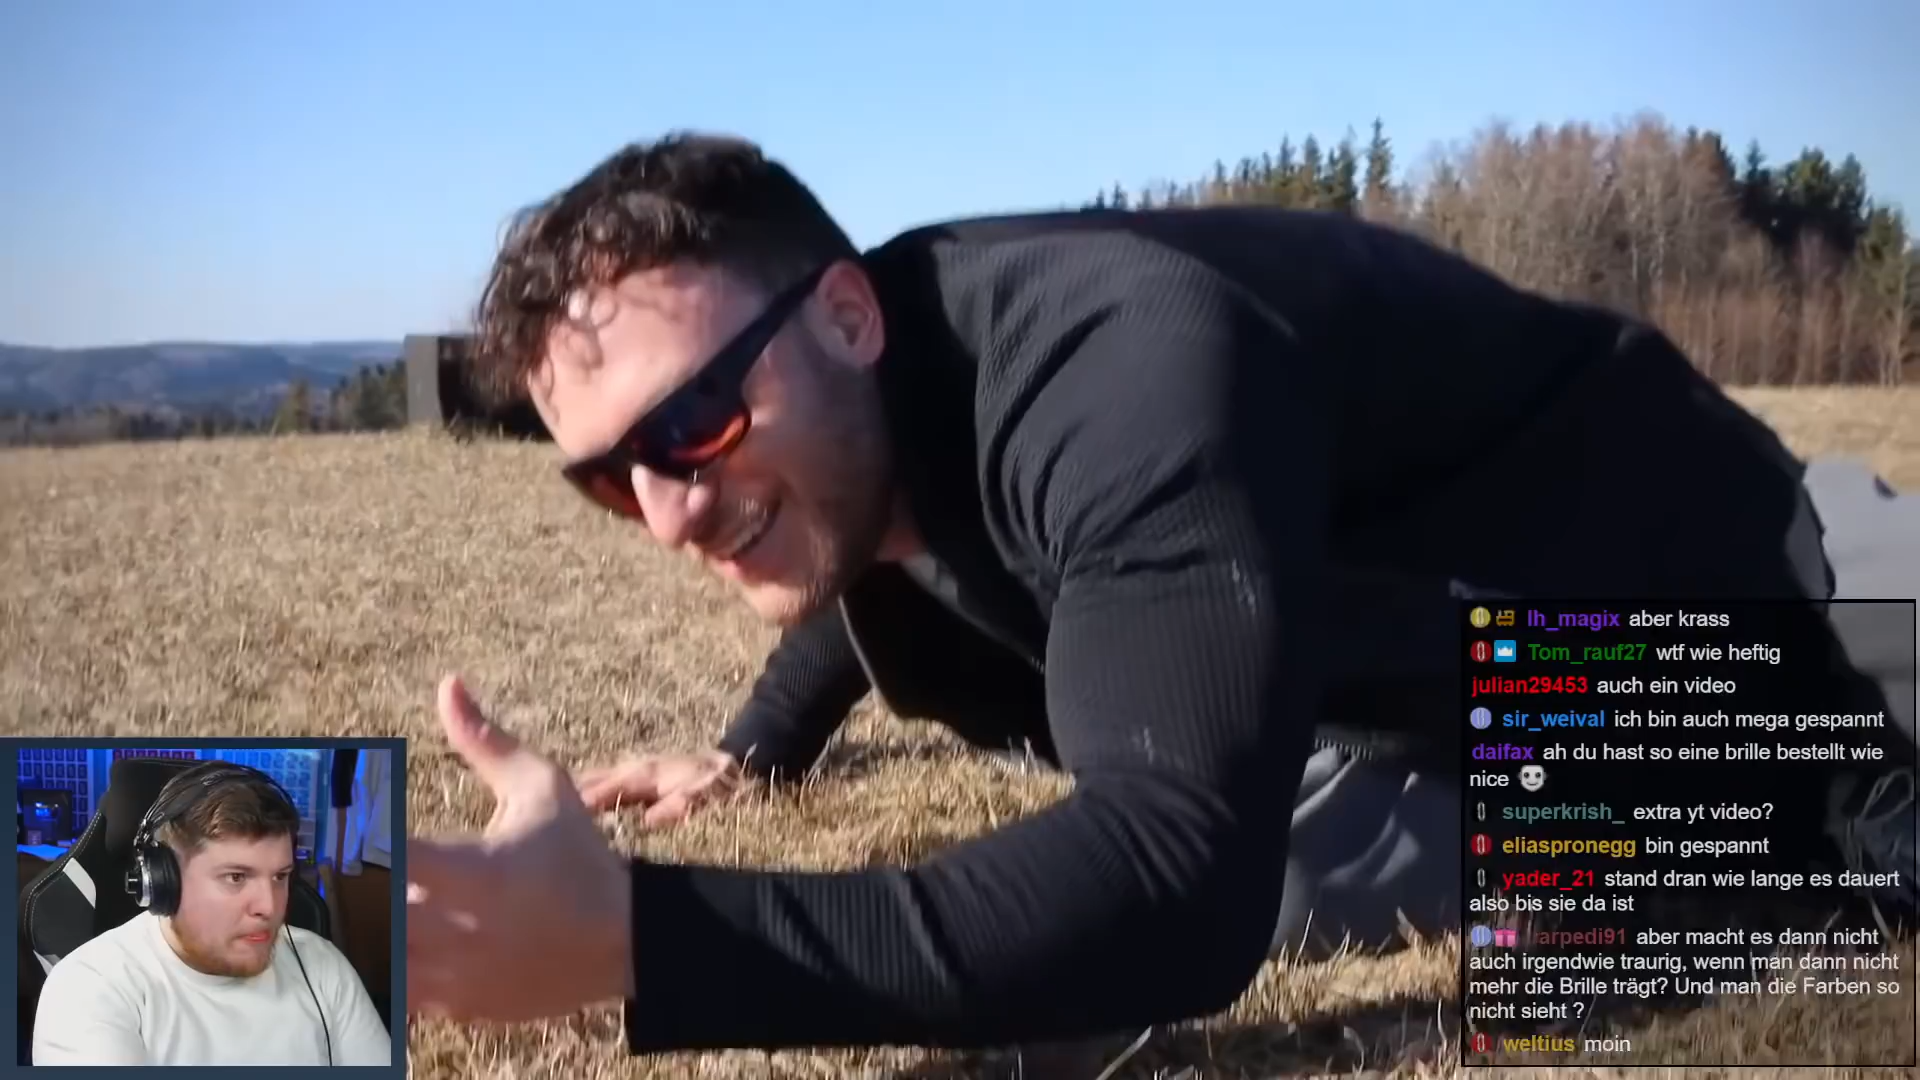 lh_magix aber krass
Tom_rauf27 wtf wie heftig
julian29453 auch ein video
sir_weival ich bin auch mega gespannt
daifax ah du hast so eine brille bestellt wie
nice
superkrish_ extra yt video?
eliaspronegg bin gespannt
yader_21 stand dran wie lange es dauert
also bis sie da ist
arpedi91 aber macht es dann nicht
auch irgendwie traurig, wenn man dann nicht
mehr die Brille trägt? Und man die Farben so
nicht sieht ?
weltius moin